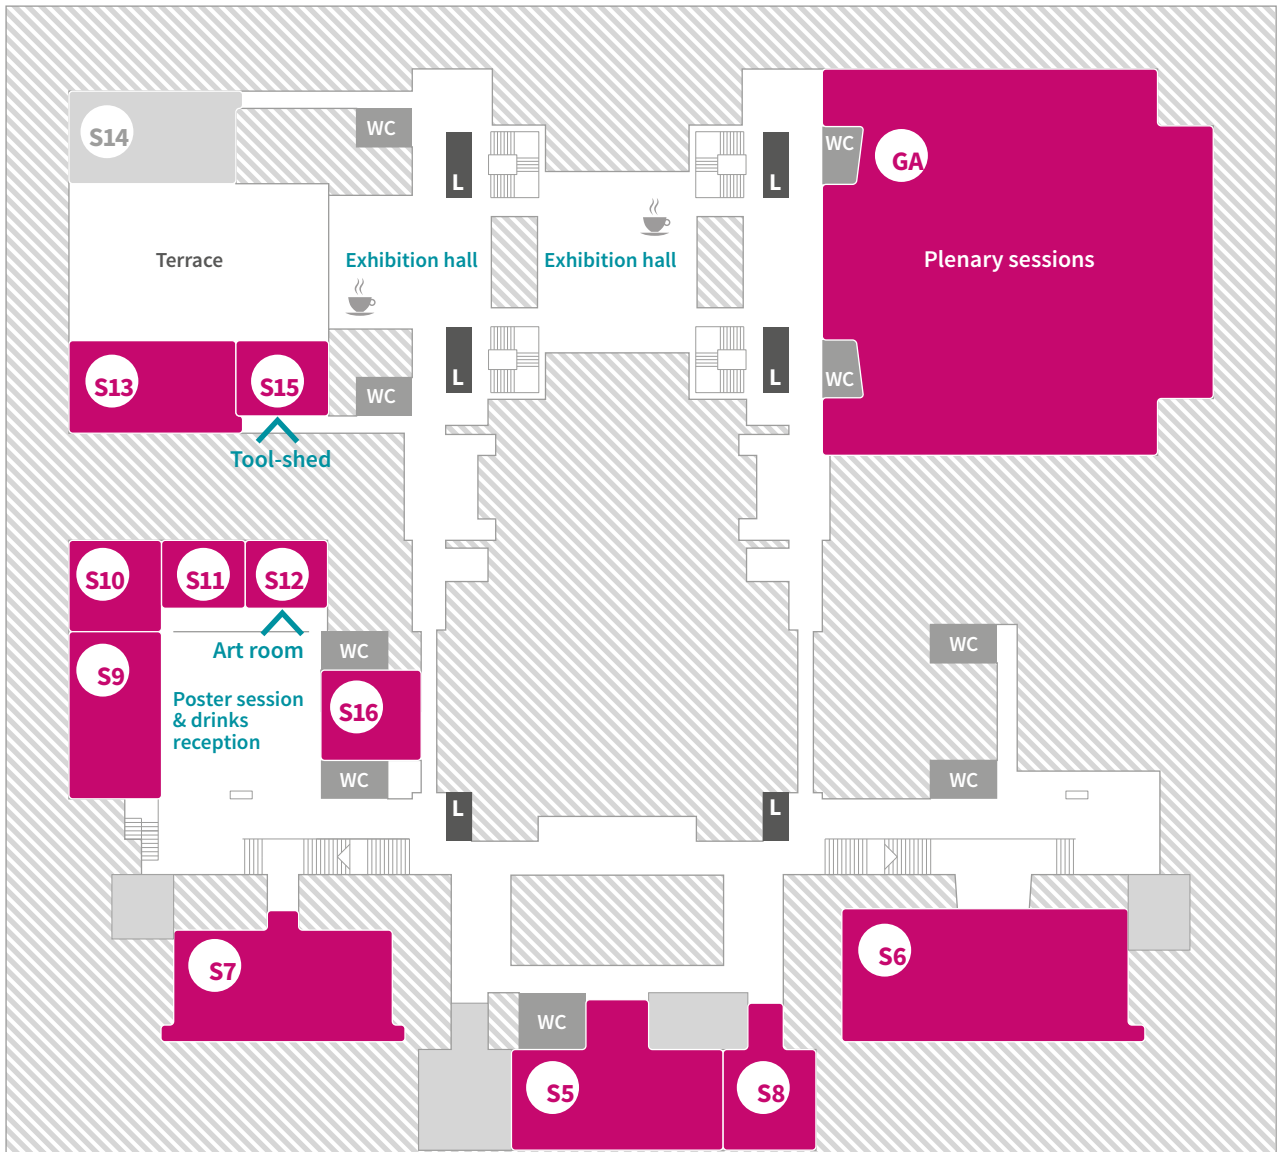 S14
WC
L
L
WC
GA
Terrace
Exhibition hall
Exhibition hall
Plenary sessions
S13
S15
WC
L
L
WC
Tool-shed
S10
S11
S12
S9
Art room
WC
WC
Poster session
& drinks
reception
S16
WC
WC
L
L
S7
S6
WC
S5
S8